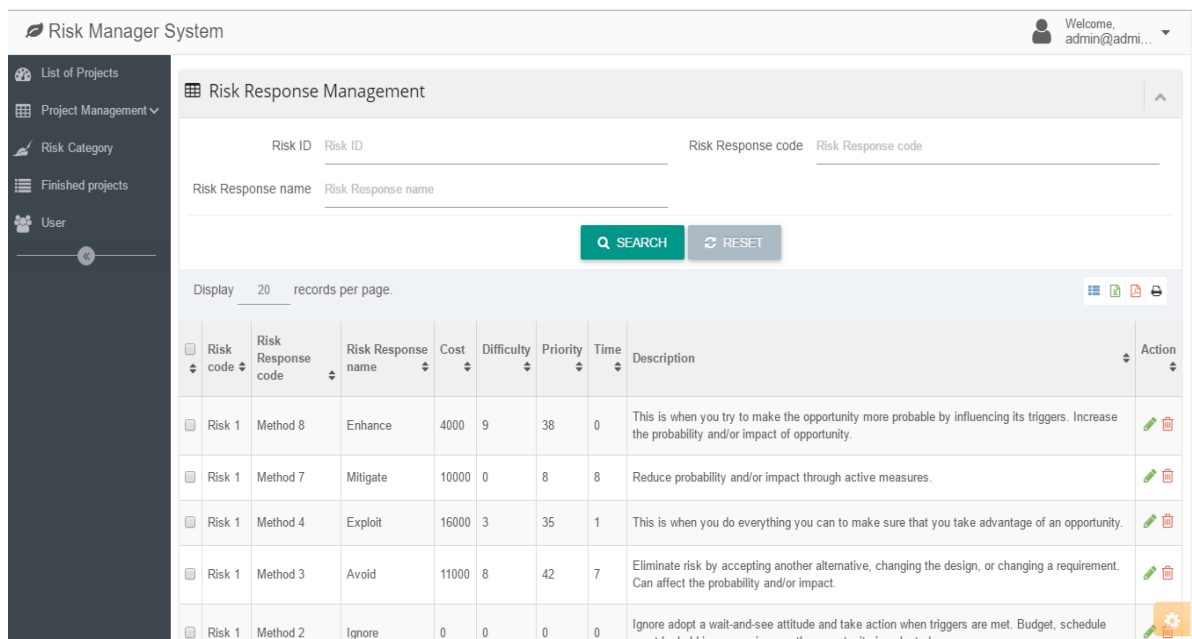 Risk Manager System
Welcome,
admin@admi...
List of Projects
Project Management
Risk Category
Finished projects
User
Risk Response Management
Risk ID Risk ID
Risk Response code Risk Response code
Risk Response name Risk Response name
SEARCH
RESET
Display 20 records per page.
Risk code
Risk Response code
Risk Response name
Cost
Difficulty
Priority
Time
Description
Action
Risk 1 Method 8 Enhance 4000 9 38 0 This is when you try to make the opportunity more probable by influencing its triggers. Increase
the probability and/or impact of opportunity.
Risk 1 Method 7 Mitigate 10000 0 8 8 Reduce probability and/or impact through active measures.
Risk 1 Method 4 Exploit 16000 3 35 1 This is when you do everything you can to make sure that you take advantage of an opportunity.
Risk 1 Method 3 Avoid 11000 8 42 7 Eliminate risk by accepting another alternative, changing the design, or changing a requirement.
Can affect the probability and/or impact.
Risk 1 Method 2 Ignore 0 0 0 0 Ignore adopt a wait-and-see attitude and take action when triggers are met. Budget, schedule